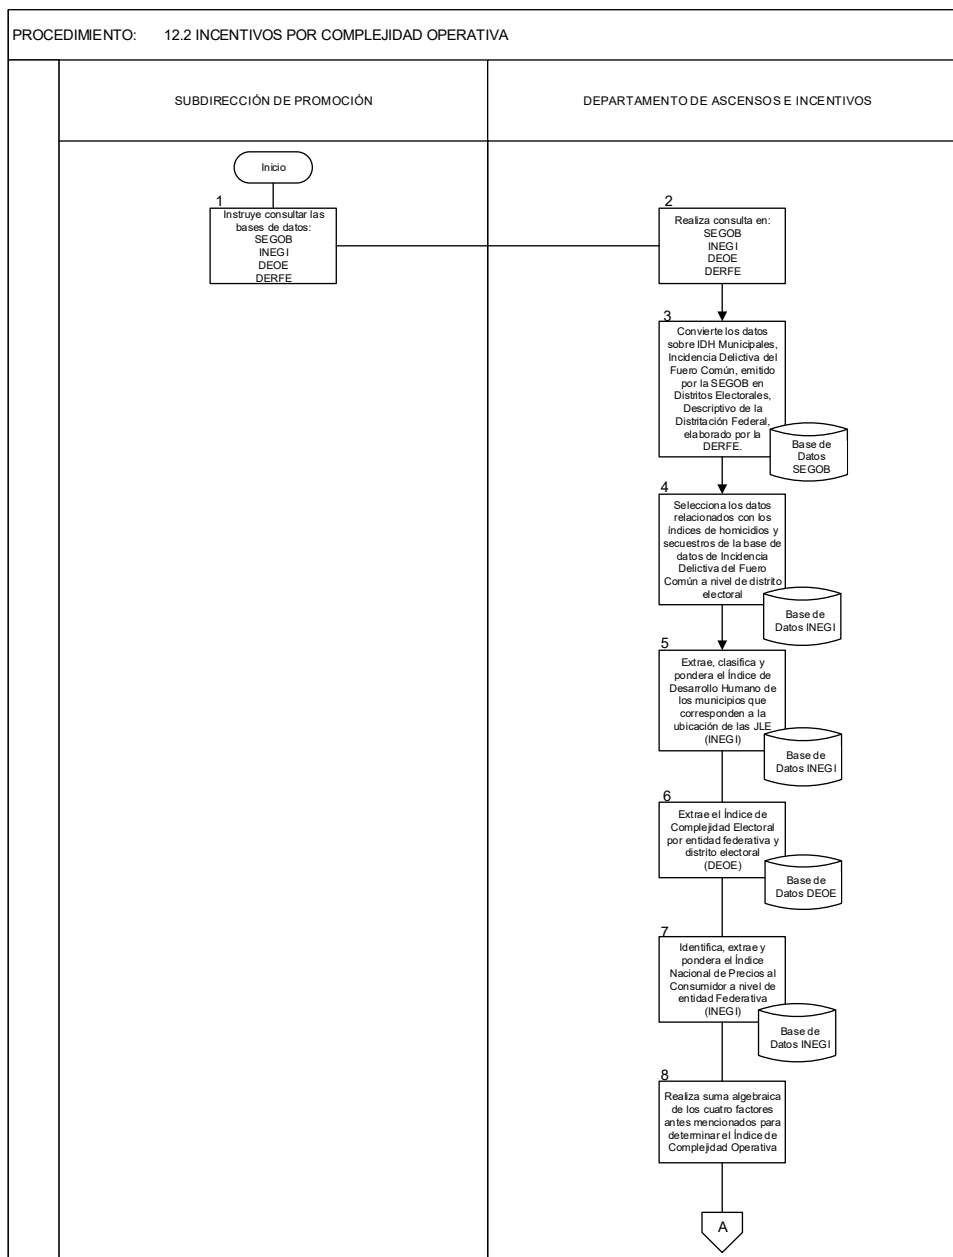 PROCEDIMIENTO: 12.2 INCENTIVOS POR COMPLEJIDAD OPERATIVA
SUBDIRECCIÓN DE PROMOCIÓN
DEPARTAMENTO DE ASCENSOS E INCENTIVOS
Inicio
1
Instruye consultar las
bases de datos:
SEGOB
INEGI
DEOE
DERFE
2
Realiza consulta en:
SEGOB
INEGI
DEOE
DERFE
3
Convierte los datos
sobre IDH Municipales,
Incidencia Delictiva del
Fuero Común, emitido
por la SEGOB en
Distritos Electorales,
Descriptivo de la
Distritación Federal,
elaborado por la
DERFE.
Base de
Datos
SEGOB
4
Selecciona los datos
relacionados con los
índices de homicidios y
secuestros de la base de
datos de Incidencia
Delictiva del Fuero
Común a nivel de distrito
electoral
Base de
Datos INEGI
5
Extrae, clasifica y
pondera el Índice de
Desarrollo Humano de
los municipios que
corresponden a la
ubicación de las JLE
(INEGI)
Base de
Datos INEGI
6
Extrae el Índice de
Complejidad Electoral
por entidad federativa y
distrito electoral
(DEOE)
Base de
Datos DEOE
7
Identifica, extrae y
pondera el Índice
Nacional de Precios al
Consumidor a nivel de
entidad Federativa
(INEGI)
Base de
Datos INEGI
8
Realiza suma algebraica
de los cuatro factores
antes mencionados para
determinar el Índice de
Complejidad Operativa
A